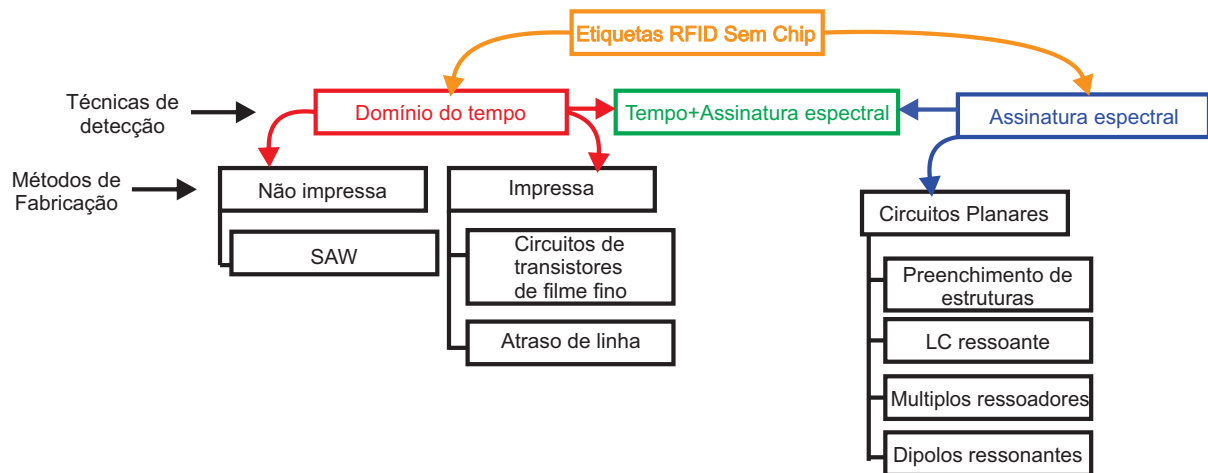 Etiquetas RFID Sem Chip
Técnicas de
detecção
Domínio do tempo
Tempo+Assinatura espectral
Assinatura espectral
Métodos de
Fabricação
Não impressa
Impressa
Circuitos Planares
SAW
Circuitos de
transistores
de filme fino
Atraso de linha
Preenchimento de
estruturas
LC ressoante
Multiplos ressoadores
Dipolos ressonantes